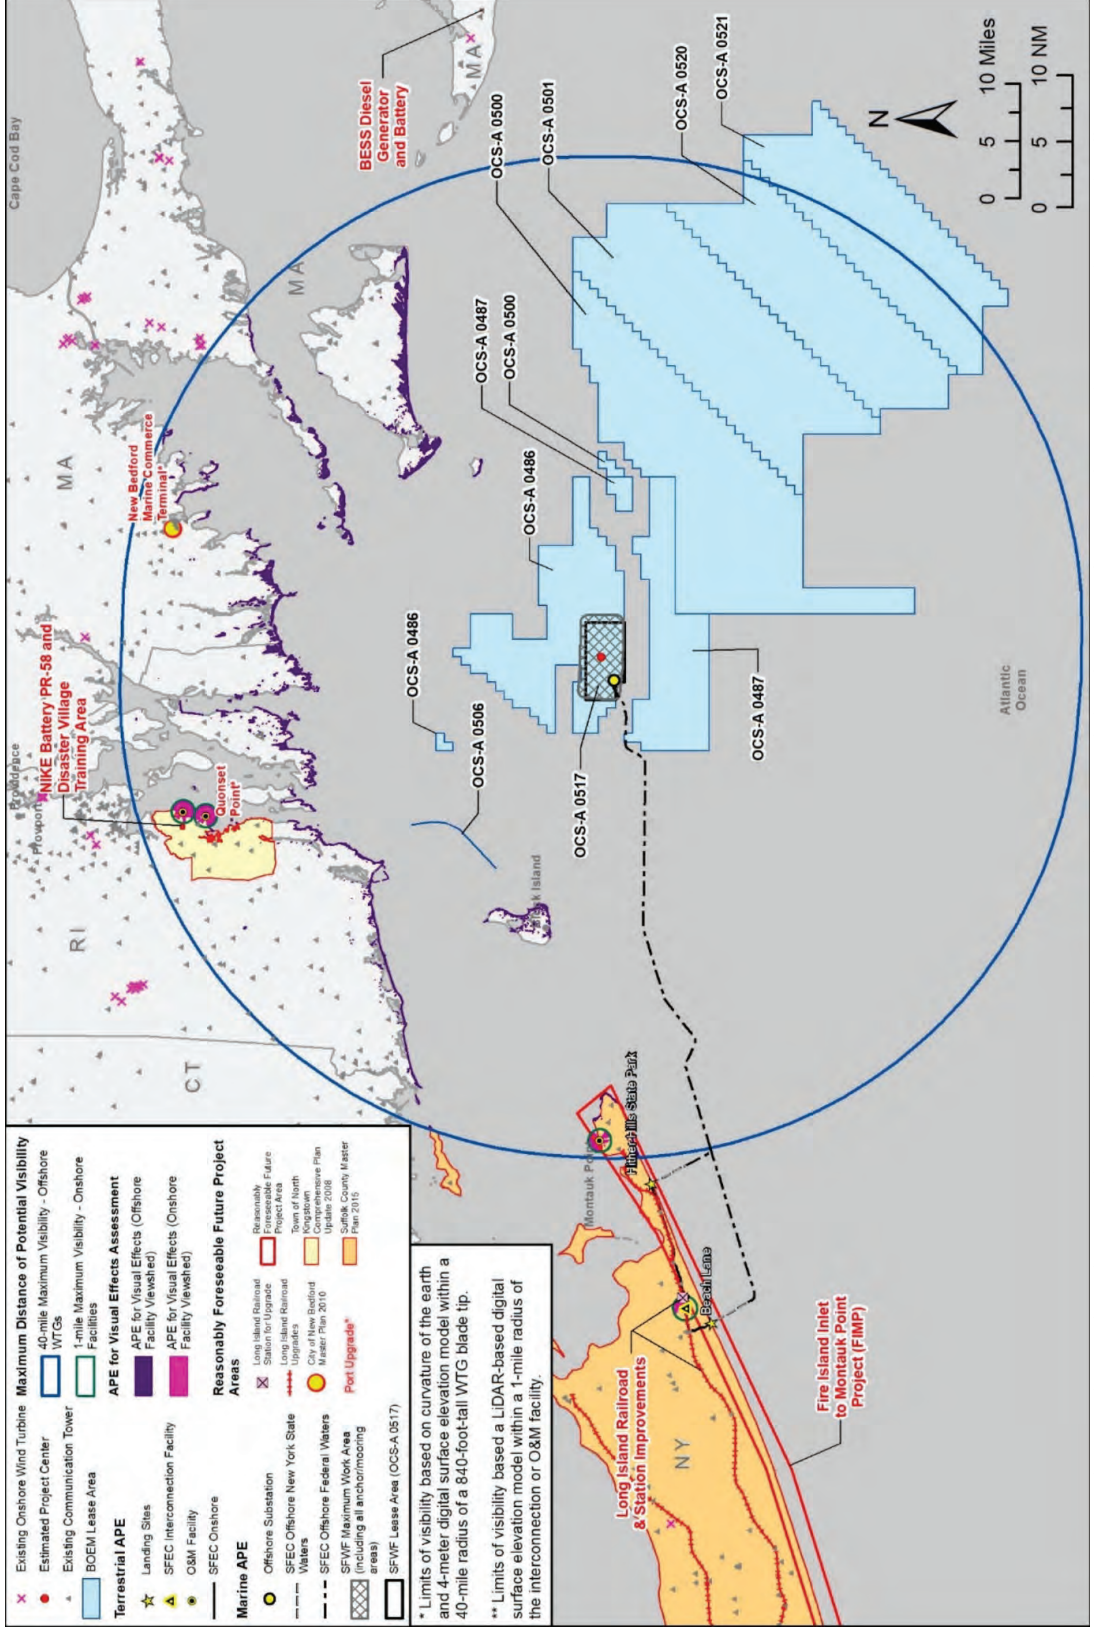 Existing Onshore Wind Turbine
Estimated Project Center
Existing Communication Tower
BOEM Lease Area
Terrestrial APE
Landing Sites
SFEC Interconnection Facility
O&M Facility
SFEC Onshore
Marine APE
Offshore Substation
SFEC Offshore New York State
Waters
SFEC Offshore Federal Waters
SFWF Maximum Work Area
(including all anchor/mooring
areas)
SFWF Lease Area (OCS-A 0517)
Maximum Distance of Potential Visibility
40-mile Maximum Visibility - Offshore
WTGs
1-mile Maximum Visibility - Onshore
Facilities
APE for Visual Effects Assessment
APE for Visual Effects (Offshore
Facility Viewshed)
APE for Visual Effects (Onshore
Facility Viewshed)
Reasonably Foreseeable Future Project
Areas
Long Island Railroad
Station for Upgrade
Long Island Railroad
Upgrades
City of New Bedford
Master Plan 2010
Port Upgrade*
Reasonably
Foreseeable Future
Project Area
Town of North
Kingstown
Comprehensive Plan
Update 2008
Suffolk County Master
Plan 2015
* Limits of visibility based on curvature of the earth
and 4-meter digital surface elevation model within a
40-mile radius of a 840-foot-tall WTG blade tip.
** Limits of visibility based a LiDAR-based digital
surface elevation model within a 1-mile radius of
the interconnection or O&M facility.
CT
RI
Providence
NIKE Battery PR-58 and
Disaster Village
Training Area
Quonset
Point*
MA
New Bedford
Marine Commerce
Terminal*
Cape Cod Bay
MA
BESS Diesel
Generator
and Battery
MA
OCS-A 0486
OCS-A 0506
OCS-A 0517
OCS-A 0486
OCS-A 0487
OCS-A 0500
OCS-A 0500
OCS-A 0501
OCS-A 0520
OCS-A 0521
OCS-A 0487
N
0 5 10 Miles
0 5 10 NM
Atlantic
Ocean
Island
Montauk Point
Hither Hills State Park
Beach Lane
NY
Long Island Railroad
& Station Improvements
Fire Island Inlet
to Montauk Point
Project (FIMP)